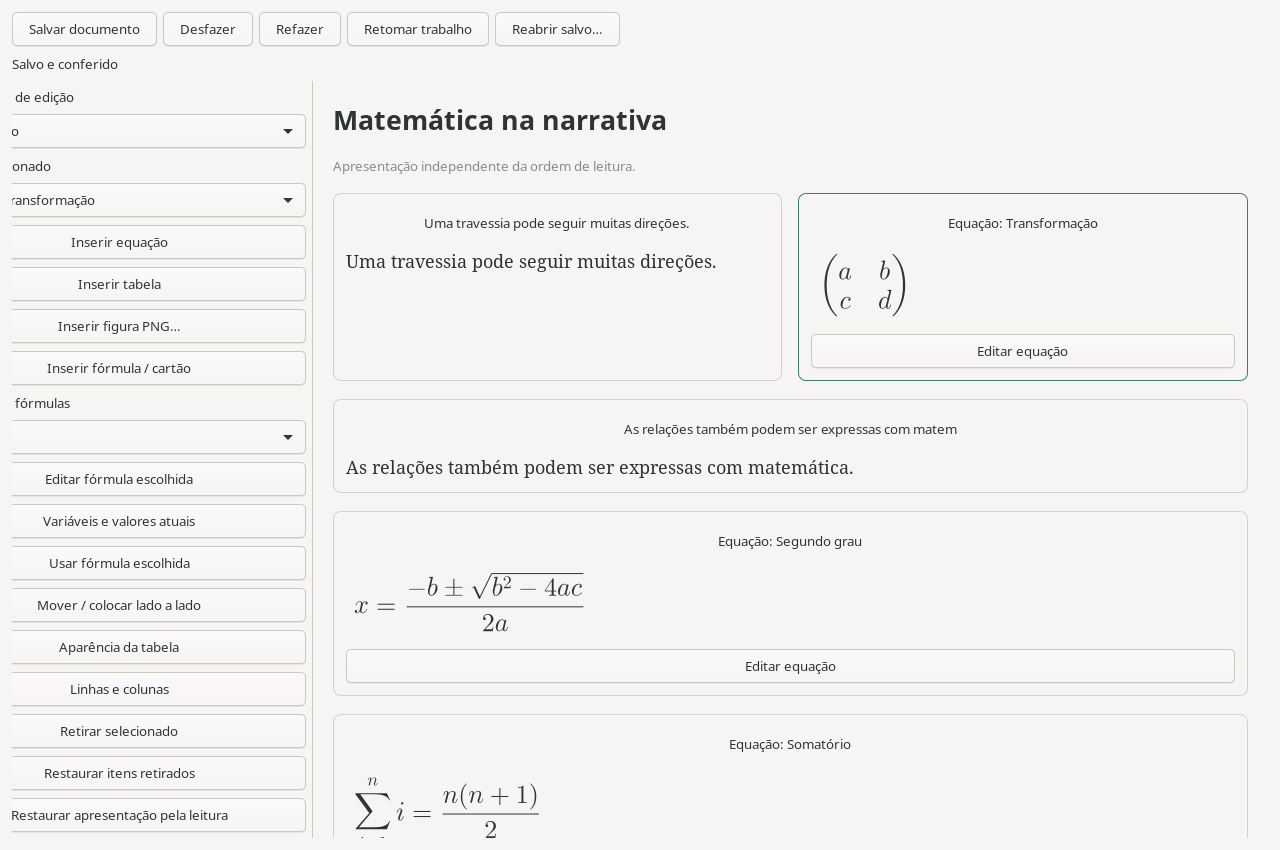 Salvar documento Desfazer Refazer Retomar trabalho Reabrir salvo...
Salvo e conferido
de edição
o
ionado
ransformação
Inserir equação
Inserir tabela
Inserir figura PNG...
Inserir fórmula / cartão
fórmulas
Editar fórmula escolhida
Variáveis e valores atuais
Usar fórmula escolhida
Mover / colocar lado a lado
Aparência da tabela
Linhas e colunas
Retirar selecionado
Restaurar itens retirados
Restaurar apresentação pela leitura
Matemática na narrativa
Apresentação independente da ordem de leitura.
Uma travessia pode seguir muitas direções.
Uma travessia pode seguir muitas direções.
Equação: Transformação
(a b
c d)
Editar equação
As relações também podem ser expressas com matem
As relações também podem ser expressas com matemática.
Equação: Segundo grau
x = (−b ± √(b² − 4ac)) / 2a
Editar equação
Equação: Somatório
∑ n i = n(n + 1) / 2